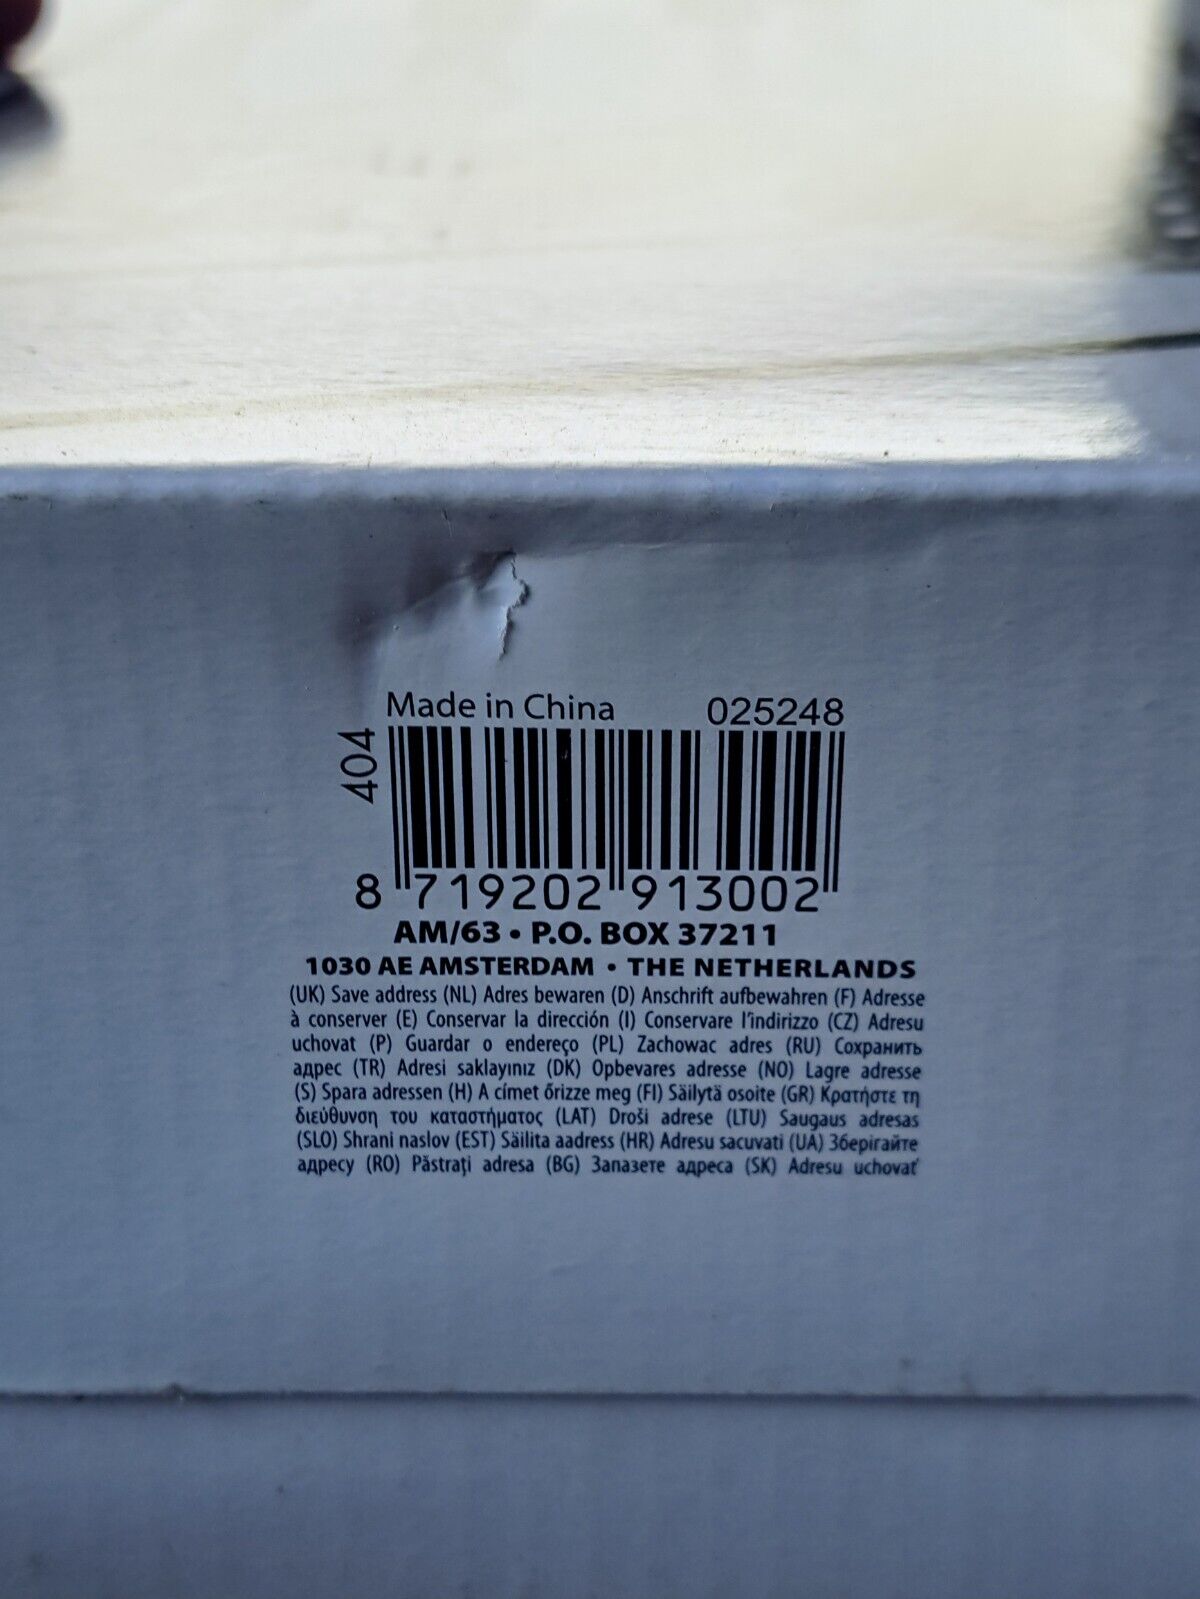 Made in China 025248
404
8 719202 913002
AM/63 • P.O. BOX 37211
1030 AE AMSTERDAM • THE NETHERLANDS
(UK) Save address (NL) Adres bewaren (D) Anschrift aufbewahren (F) Adresse
à conserver (E) Conservar la dirección (I) Conservare l'indirizzo (CZ) Adresu
uchovat (P) Guardar o endereço (PL) Zachowac adres (RU) Сохранить
адрес (TR) Adresi saklayınız (DK) Opbevares adresse (NO) Lagre adresse
(S) Spara adressen (H) A címet őrizze meg (FI) Säilytä osoite (GR) Κρατήστε τη
διεύθυνση του καταστήματος (LAT) Droši adrese (LTU) Saugaus adresas
(SLO) Shrani naslov (EST) Säilita aadress (HR) Adresu sacuvati (UA) Зберігайте
адресу (RO) Păstrați adresa (BG) Запазете адреса (SK) Adresu uchovať